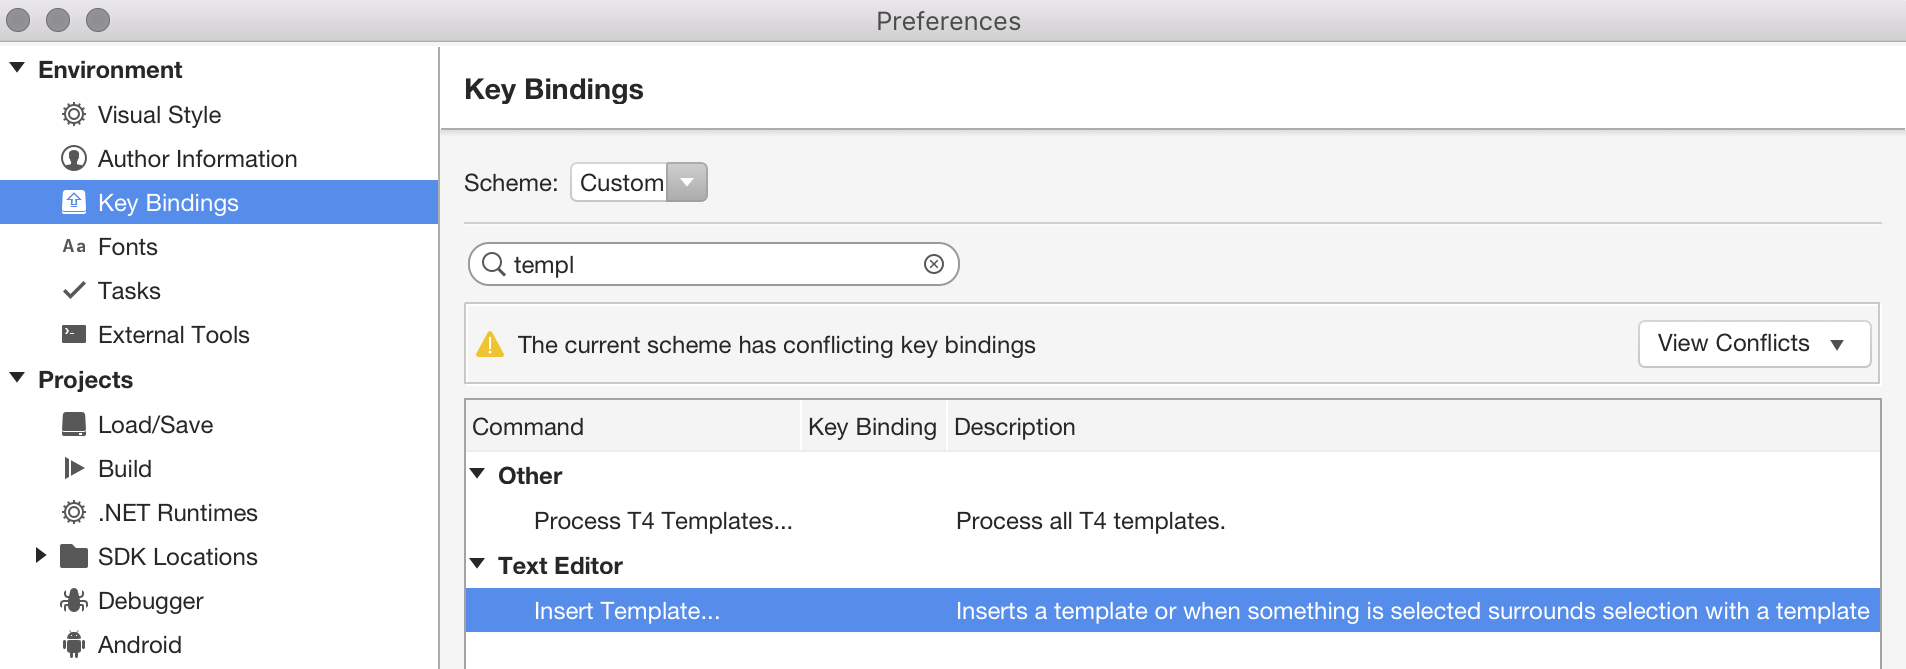 Preferences
Environment
Visual Style
Author Information
Key Bindings
Aa Fonts
Tasks
External Tools
Projects
Load/Save
Build
.NET Runtimes
SDK Locations
Debugger
Android
Key Bindings
Scheme: Custom
templ
The current scheme has conflicting key bindings
View Conflicts
Command Key Binding Description
Other
Process T4 Templates... Process all T4 templates.
Text Editor
Insert Template... Inserts a template or when something is selected surrounds selection with a template